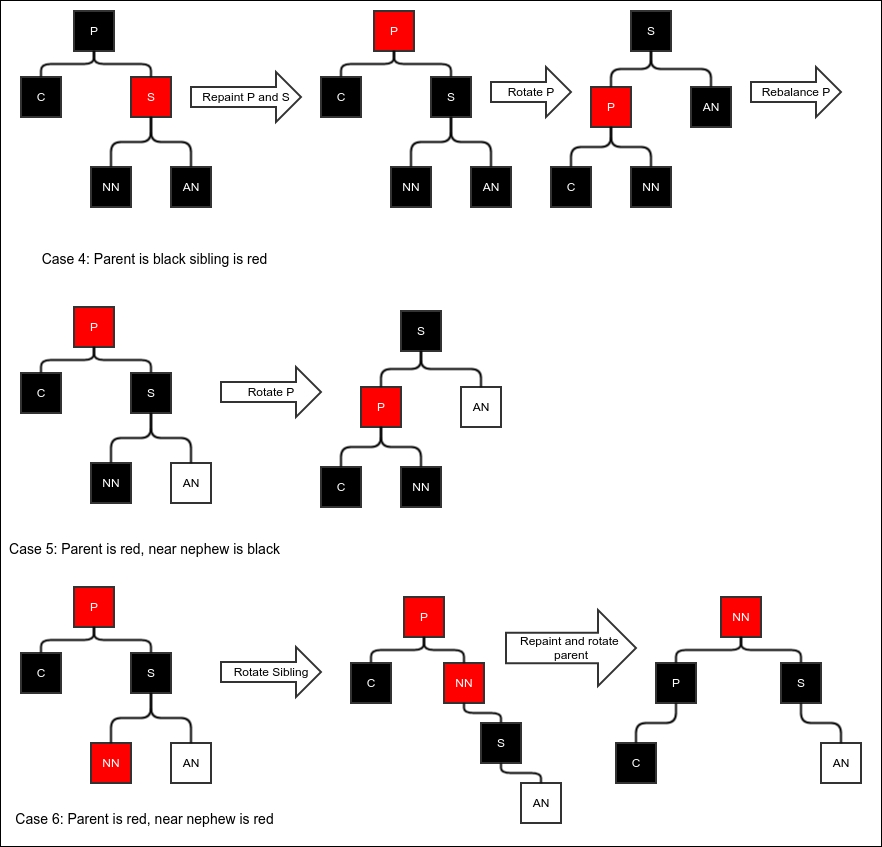 P
P
S
C
S
Repaint P and S
C
S
Rotate P
P
AN
Rebalance P
NN
AN
NN
AN
C
NN
Case 4: Parent is black sibling is red
P
S
C
S
Rotate P
P
AN
NN
AN
C
NN
Case 5: Parent is red, near nephew is black
P
P
NN
C
S
Rotate Sibling
C
NN
Repaint and rotate
parent
P
S
NN
AN
S
C
AN
AN
Case 6: Parent is red, near nephew is red